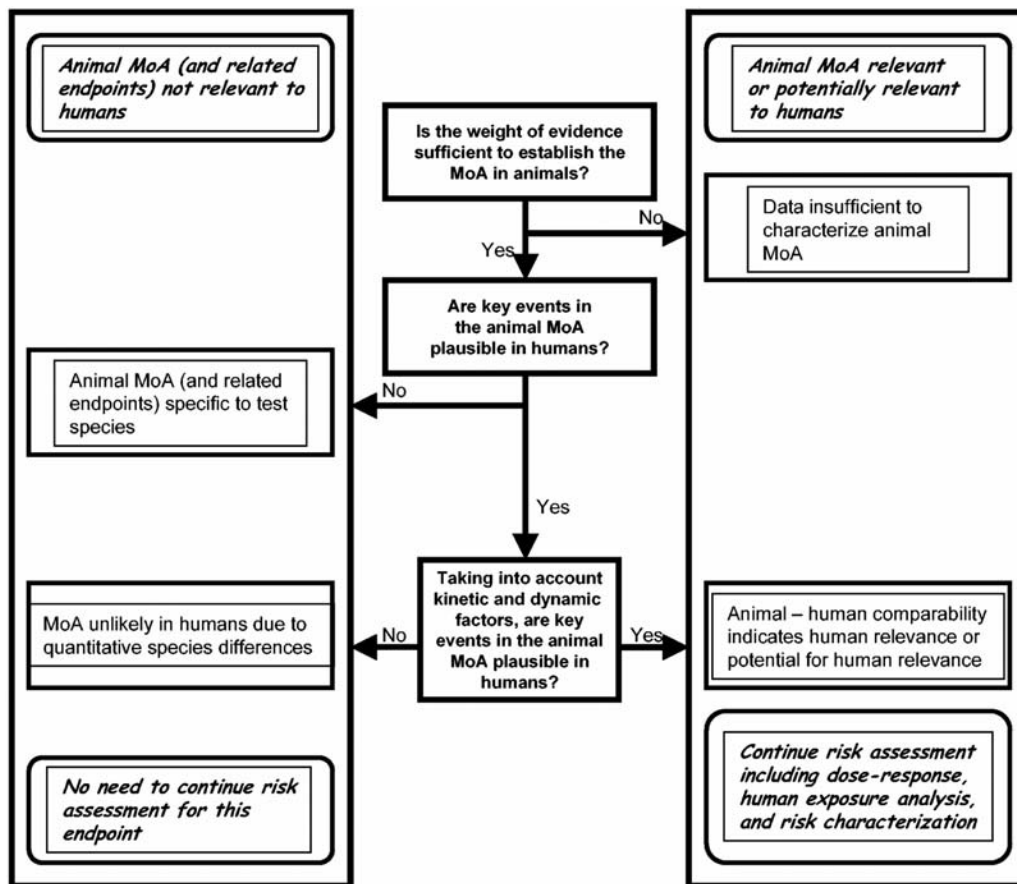 Animal MoA (and related
endpoints) not relevant to
humans
Is the weight of evidence
sufficient to establish the
MoA in animals?
Animal MoA relevant
or potentially relevant
to humans
No
Yes
Data insufficient to
characterize animal
MoA
Are key events in
the animal MoA
plausible in humans?
Animal MoA (and related
endpoints) specific to test
species
No
Yes
Taking into account
kinetic and dynamic
factors, are key
events in the animal
MoA plausible in
humans?
MoA unlikely in humans due to
quantitative species differences
No
Yes
Animal – human comparability
indicates human relevance or
potential for human relevance
No need to continue risk
assessment for this
endpoint
Continue risk assessment
including dose-response,
human exposure analysis,
and risk characterization